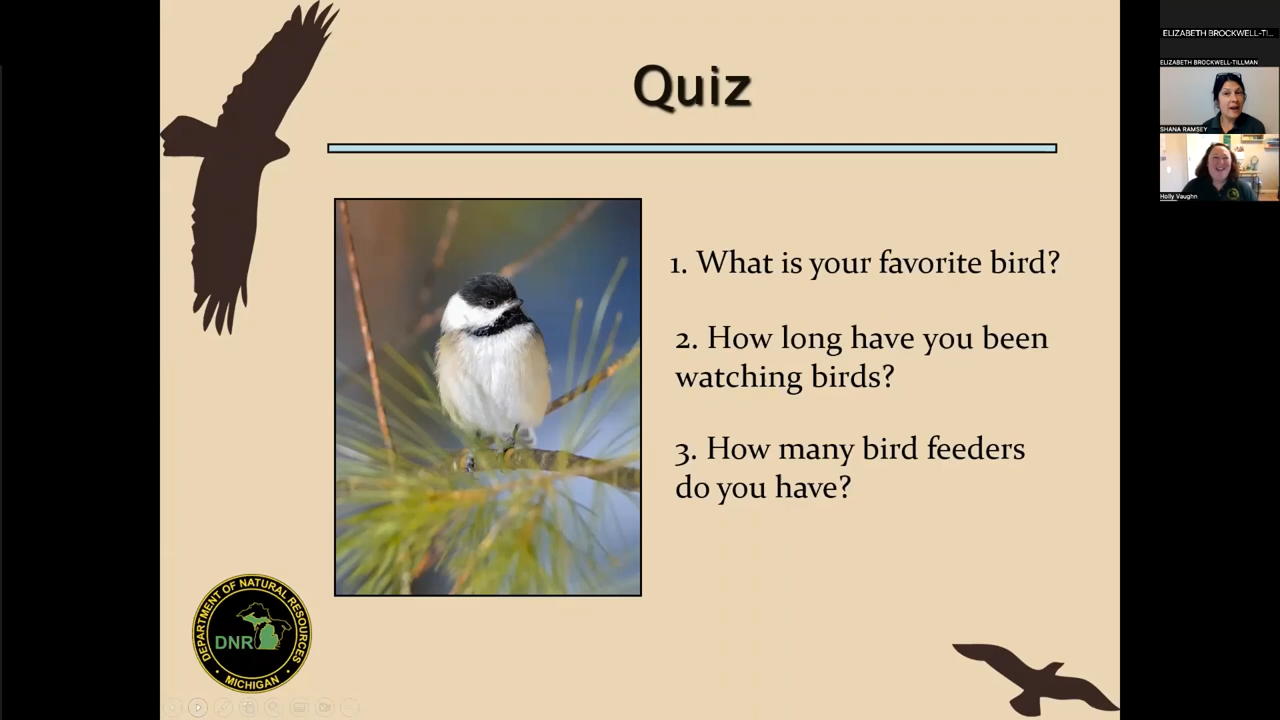 Quiz
1. What is your favorite bird?
2. How long have you been
watching birds?
3. How many bird feeders
do you have?
DEPARTMENT OF NATURAL RESOURCES
DNR
MICHIGAN
ELIZABETH BROCKWELL-TI...
ELIZABETH BROCKWELL-TILLMAN
SHANA RAMSEY
Holly Vaughn